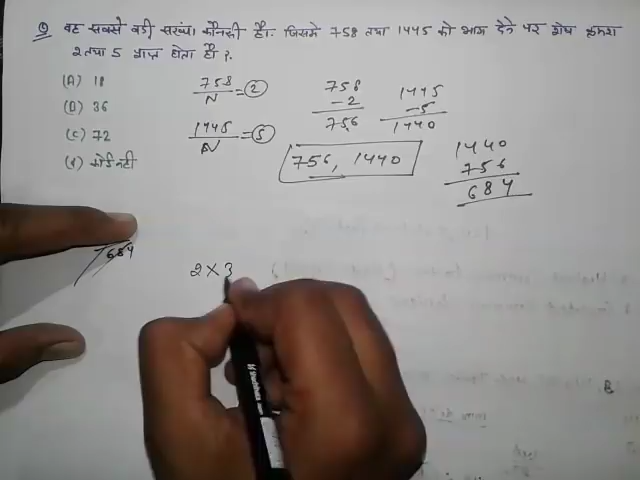 Q वह सबसे बडी सख्यां कौनसी है। जिसमे 758 तथा 1445 को भाग देने पर शेष क्रमश
2 तथा 5 प्राप्त होता है ?.
(A) 18
(B) 36
(C) 72
(d) कोई नही
758/N = 2
1445/N = 5
758
- 2
756
1445
- 5
1440
756, 1440
1440
756
684
684
2 × 3
B